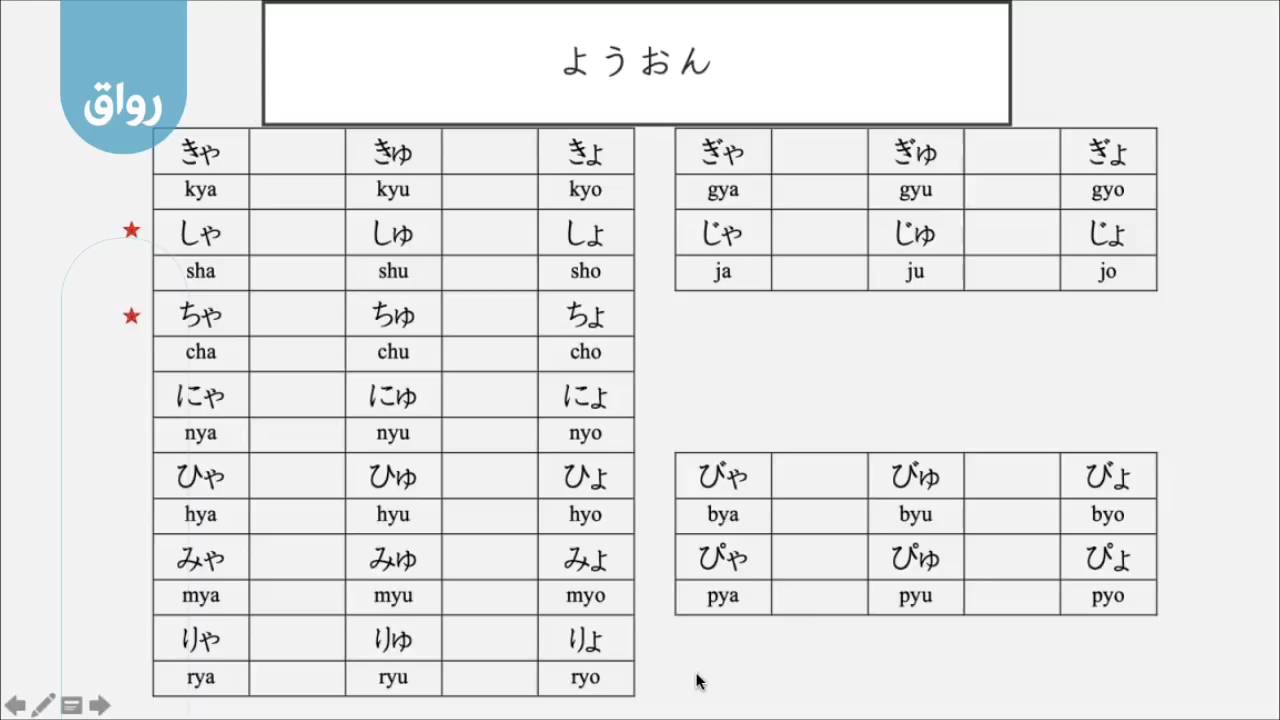 ようおん
رواق
きゃ きゅ きょ
kya kyu kyo
しゃ しゅ しょ
sha shu sho
ちゃ ちゅ ちょ
cha chu cho
にゃ にゅ にょ
nya nyu nyo
ひゃ ひゅ ひょ
hya hyu hyo
みゃ みゅ みょ
mya myu myo
りゃ りゅ りょ
rya ryu ryo
ぎゃ ぎゅ ぎょ
gya gyu gyo
じゃ じゅ じょ
ja ju jo
びゃ びゅ びょ
bya byu byo
ぴゃ ぴゅ ぴょ
pya pyu pyo